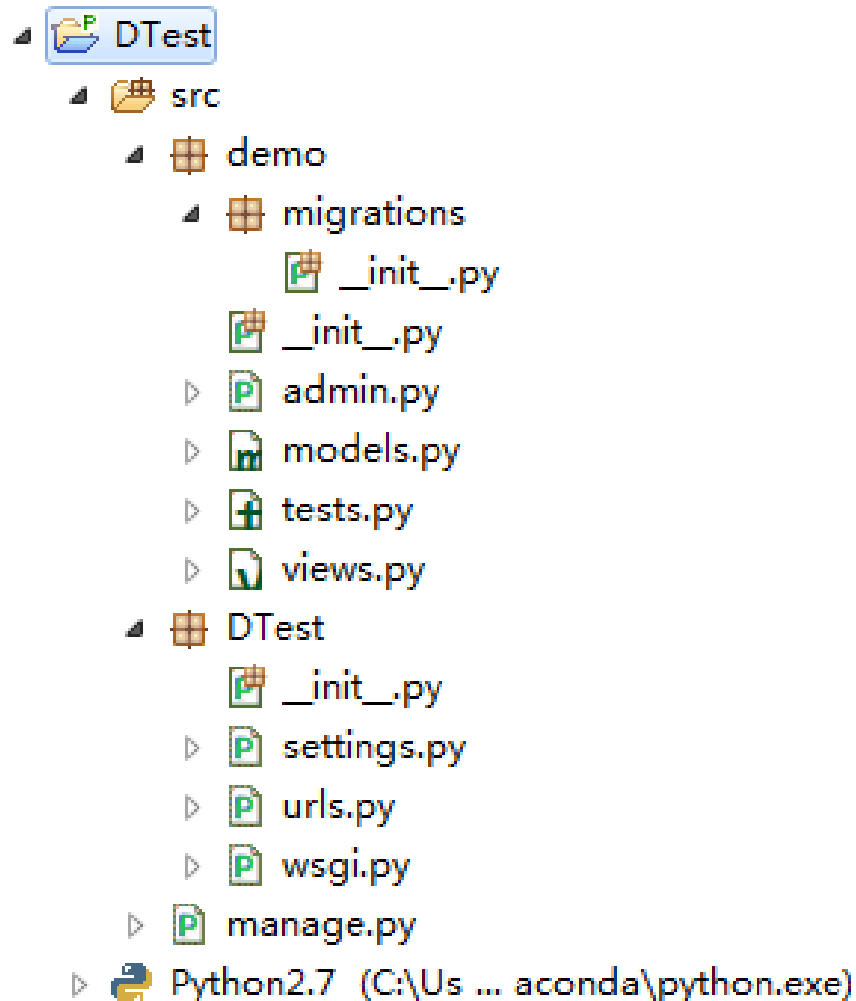 DTest
src
demo
migrations
__init__.py
__init__.py
admin.py
models.py
tests.py
views.py
DTest
__init__.py
settings.py
urls.py
wsgi.py
manage.py
Python2.7 (C:\Us ... aconda\python.exe)